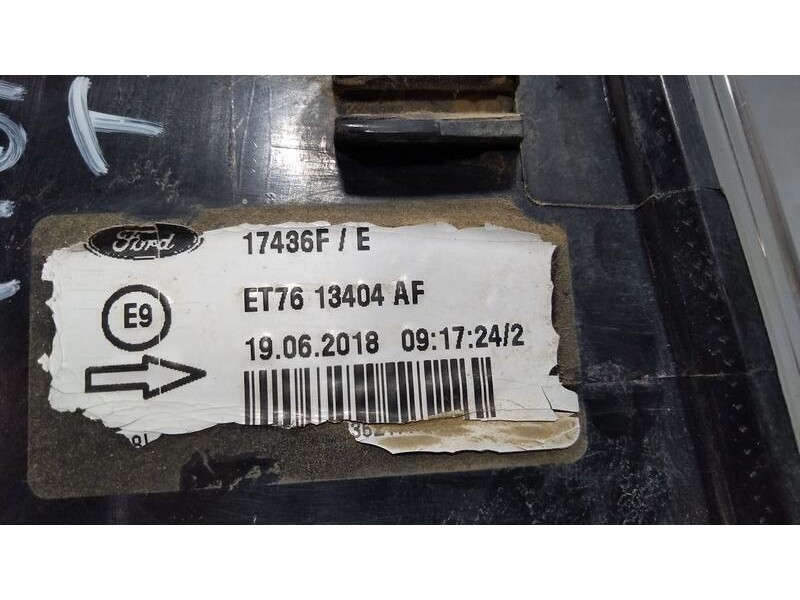 Ford
17436F / E
ET76 13404 AF
E9
19.06.2018 09:17:24/2